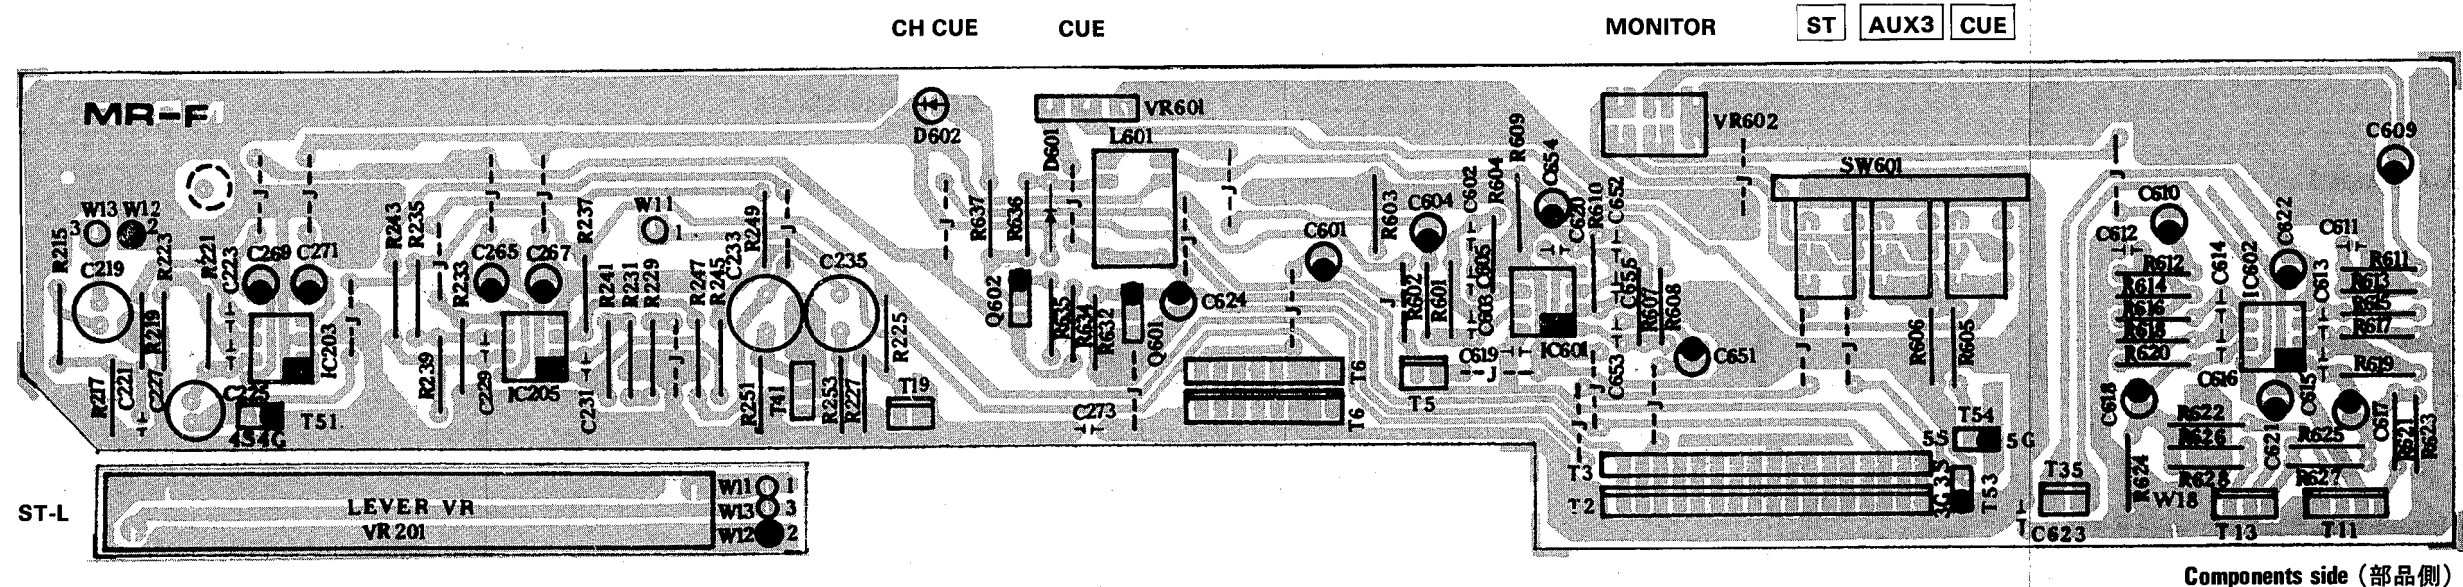 CH CUE
CUE
MONITOR
ST
AUX3
CUE
MR-F
D602
VR601
L601
D601
R609
C654
VR602
SW601
C609
W13
W12
3
2
R215
C219
R223
R221
C223
C269
C271
R243
R235
R233
C265
C267
R237
W11
1
R241
R231
R229
R247
R245
C233
R249
C235
J
R637
R636
Q602
R635
R634
R632
Q601
C624
C601
R603
C604
C602
R604
C605
C603
R602
R601
C620
R610
C652
C655
R607
R608
C610
C612
C614
IC602
C622
C613
C611
R611
R613
R615
R617
R619
R612
R614
R616
R618
R620
R217
C221
R219
C227
IC203
T51
4S4G
R239
C229
IC205
C231
R251
T41
R253
R227
R225
T19
C273
T6
T6
T5
C619
IC601
C653
C651
R606
R605
T54
5S
5G
C618
C616
C615
C617
R621
R623
R622
R626
R628
C621
R625
R627
R624
W18
T3
T2
3G
3S
T53
T35
C623
T13
T11
ST-L
LEVER VR
VR201
W11 1
W13 3
W12 2
Components side (部品側)